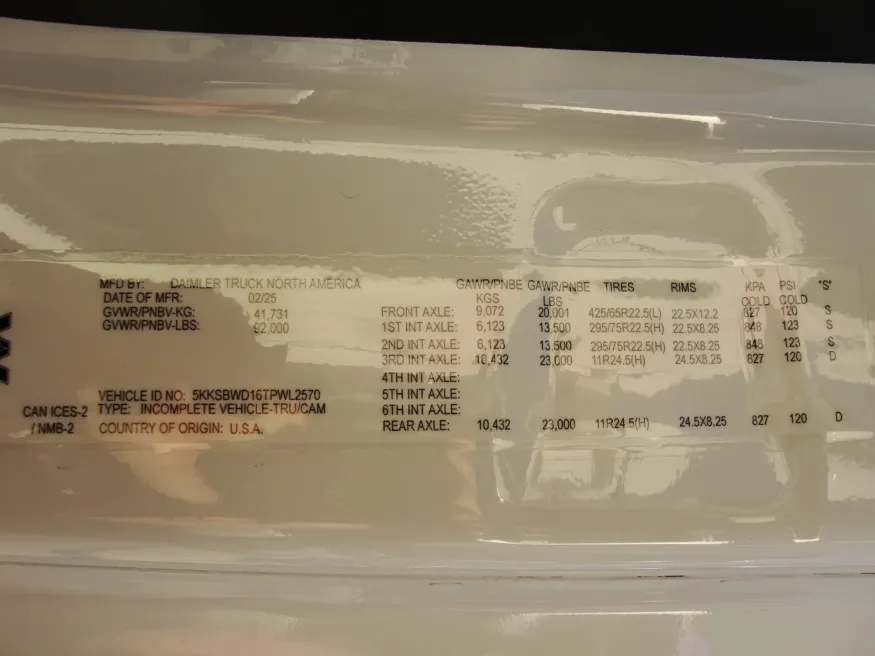 MFD BY: DAIMLER TRUCK NORTH AMERICA
DATE OF MFR: 02/25
GVWR/PNBV-KG: 41,731
GVWR/PNBV-LBS: 92,000
VEHICLE ID NO: 5KKSBWD16TPWL2570
CAN ICES-2 TYPE: INCOMPLETE VEHICLE-TRU/CAM
/ NMB-2 COUNTRY OF ORIGIN: U.S.A.
GAWR/PNBE GAWR/PNBE TIRES RIMS KPA PSI "S"
KGS LBS COLD COLD
FRONT AXLE: 9,072 20,001 425/65R22.5(L) 22.5X12.2 827 120 S
1ST INT AXLE: 6,123 13,500 295/75R22.5(H) 22.5X8.25 848 123 S
2ND INT AXLE: 6,123 13,500 295/75R22.5(H) 22.5X8.25 848 123 S
3RD INT AXLE: 10,432 23,000 11R24.5(H) 24.5X8.25 827 120 D
4TH INT AXLE:
5TH INT AXLE:
6TH INT AXLE:
REAR AXLE: 10,432 23,000 11R24.5(H) 24.5X8.25 827 120 D